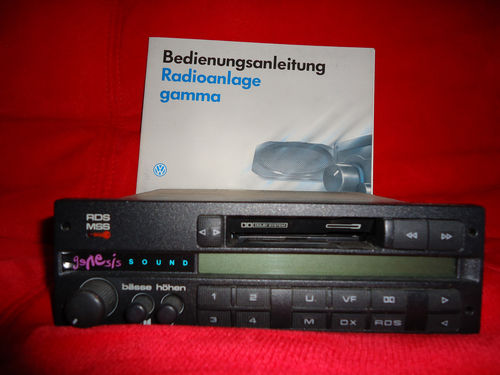 Bedienungsanleitung
Radioanlage
gamma
RDS
MSS
DOLBY SYSTEM
genesis SOUND
bässe höhen
1 2 U. VF
3 4 M DX RDS